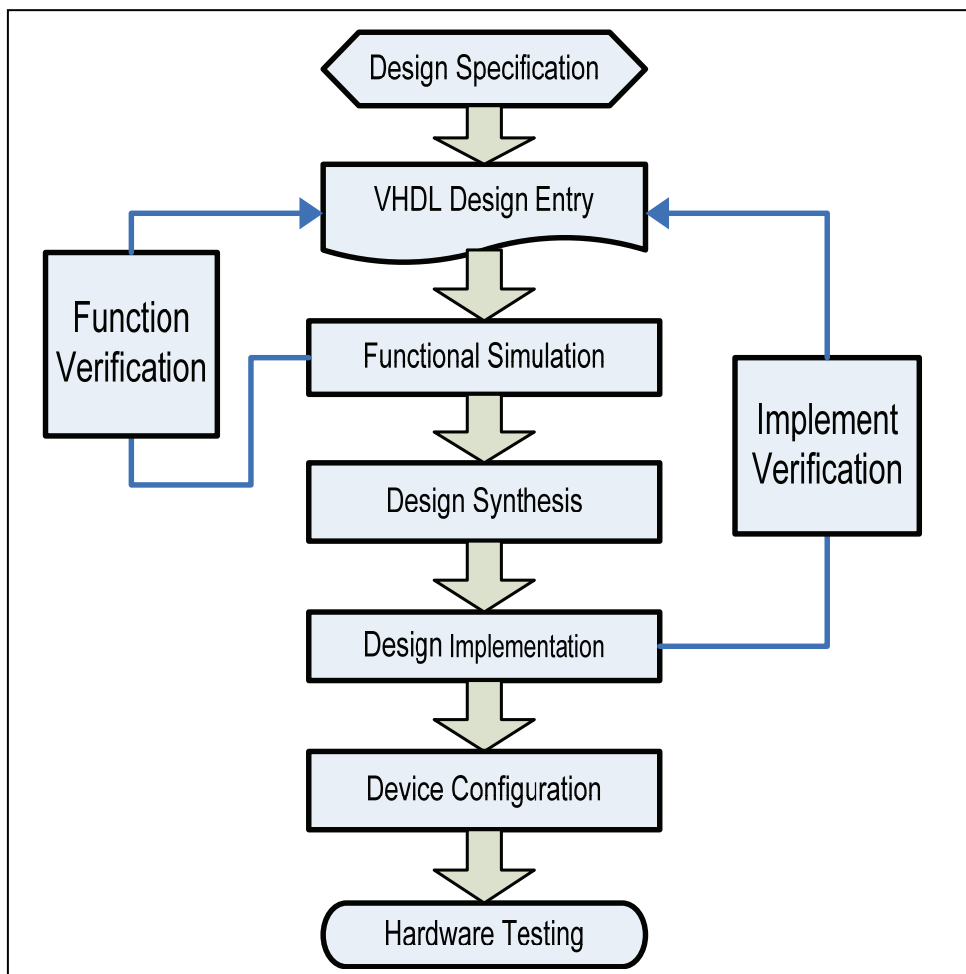 Design Specification
VHDL Design Entry
Function
Verification
Functional Simulation
Implement
Verification
Design Synthesis
Design Implementation
Device Configuration
Hardware Testing